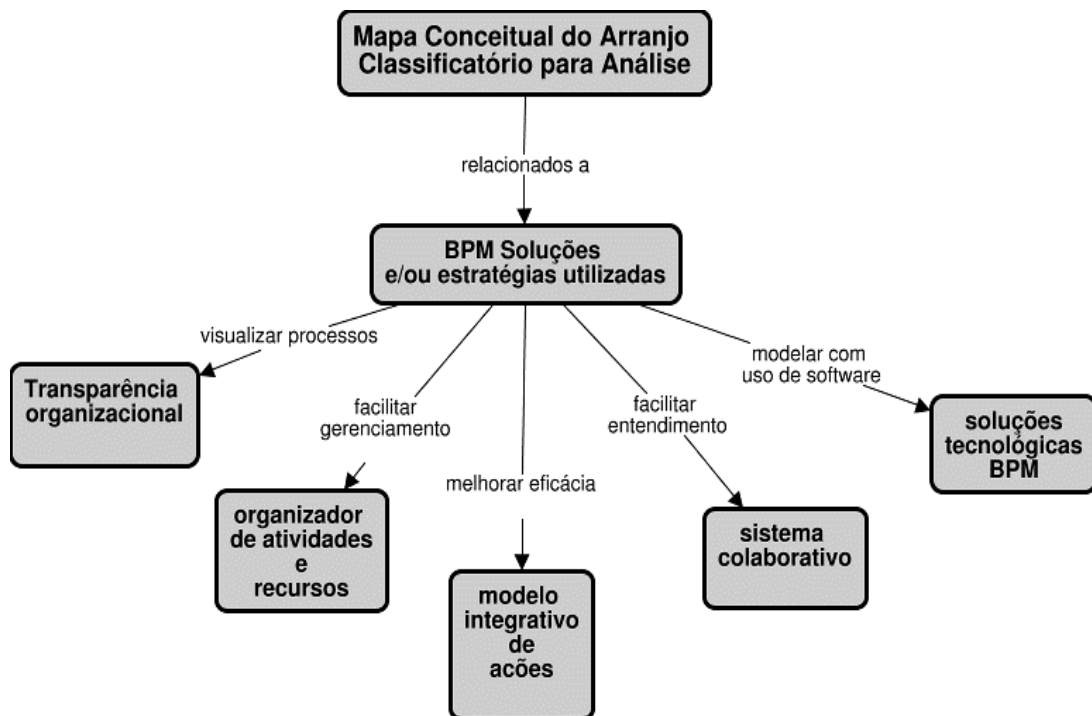 Mapa Conceitual do Arranjo
Classificatório para Análise
relacionados a
BPM Soluções
e/ou estratégias utilizadas
visualizar processos
modelar com
uso de software
Transparência
organizacional
facilitar
gerenciamento
facilitar
entendimento
soluções
tecnológicas
BPM
melhorar eficácia
organizador
de atividades
e
recursos
sistema
colaborativo
modelo
integrativo
de
acões